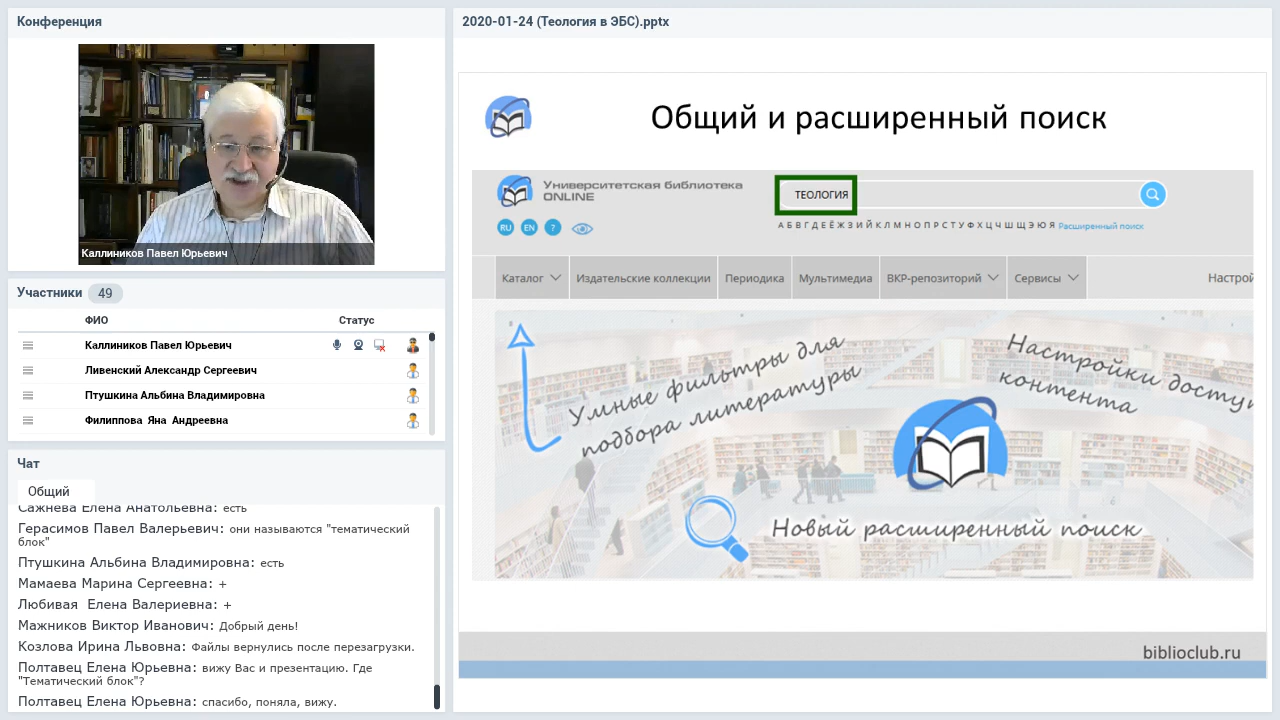 Конференция
Каллиников Павел Юрьевич
Участники 49
ФИО Статус
Каллиников Павел Юрьевич
Ливенский Александр Сергеевич
Птушкина Альбина Владимировна
Филиппова Яна Андреевна
Чат
Общий
Сажнева Елена Анатольевна: есть
Герасимов Павел Валерьевич: они называются "тематический
блок"
Птушкина Альбина Владимировна: есть
Мамаева Марина Сергеевна: +
Любивая Елена Валериевна: +
Мажников Виктор Иванович: Добрый день!
Козлова Ирина Львовна: Файлы вернулись после перезагрузки.
Полтавец Елена Юрьевна: вижу Вас и презентацию. Где
"Тематический блок"?
Полтавец Елена Юрьевна: спасибо, поняла, вижу.
2020-01-24 (Теология в ЭБС).pptx
Общий и расширенный поиск
Университетская библиотека
ONLINE
ТЕОЛОГИЯ
RU EN ?
А Б В Г Д Е Ё Ж З И Й К Л М Н О П Р С Т У Ф Х Ц Ч Ш Щ Э Ю Я Расширенный поиск
Каталог Издательские коллекции Периодика Мультимедиа ВКР-репозиторий Сервисы Настрой
Умные фильтры для
подбора литературы
Настройки доступ
контента
Новый расширенный поиск
biblioclub.ru